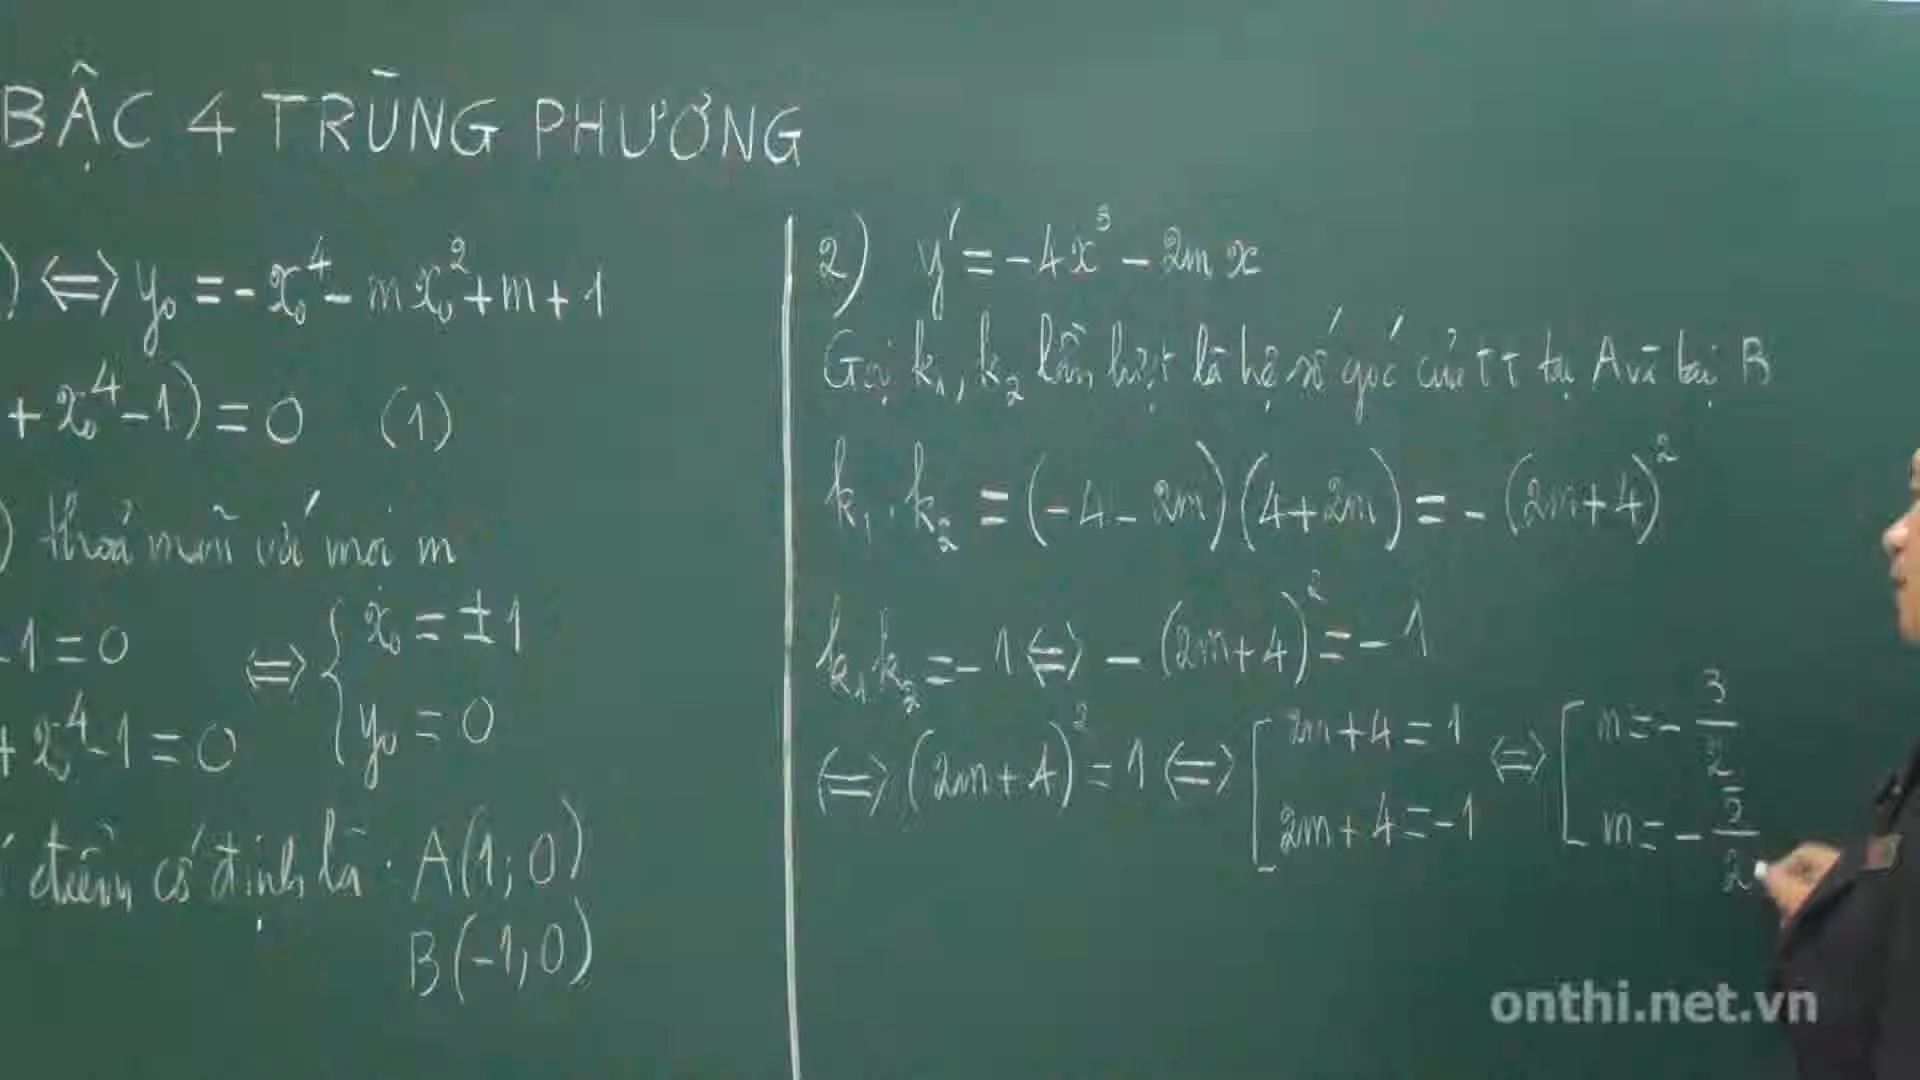 BẬC 4 TRÙNG PHƯƠNG
) ⇔ y₀ = -x₀⁴ - mx₀² + m + 1
+ x₀⁴ - 1) = 0 (1)
) thoả mãn với mọi m
-1 = 0
⇔ { x₀ = ±1
+ x₀⁴ - 1 = 0
y₀ = 0
điểm cố định là: A(1; 0)
B(-1; 0)
2) y' = -4x³ - 2mx
Gọi k₁, k₂ lần lượt là hệ số góc của TT tại A và tại B
k₁.k₂ = (-4 - 2m)(4 + 2m) = -(2m + 4)²
k₁k₂ = -1 ⇔ -(2m + 4)² = -1
⇔ (2m + 4)² = 1 ⇔ [ 2m + 4 = 1 ⇔ [ m = -3/2
2m + 4 = -1 m = -5/2
onthi.net.vn